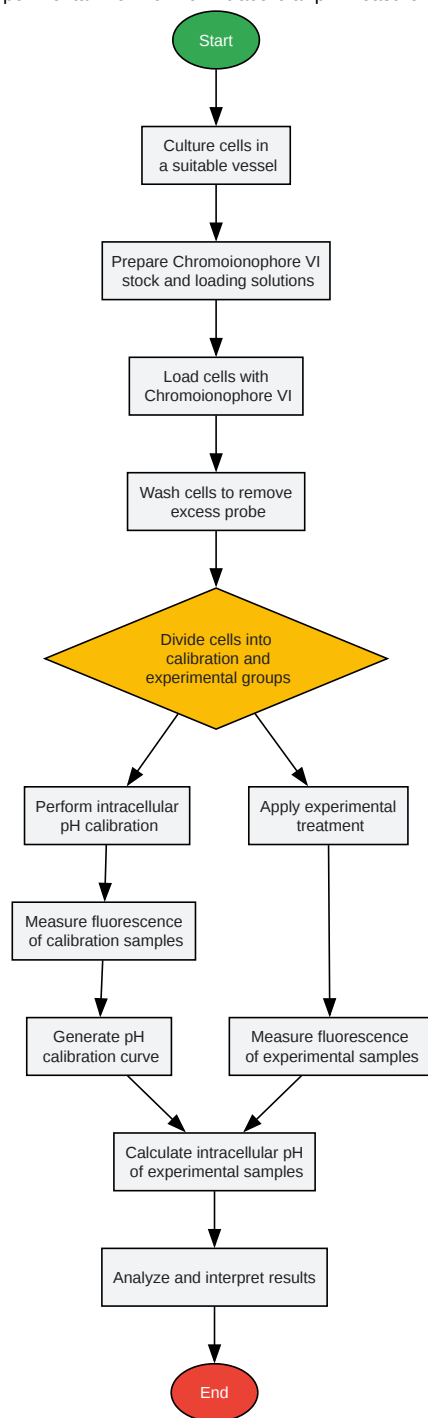 Start
Culture cells in
a suitable vessel
Prepare Chromoionophore VI
stock and loading solutions
Load cells with
Chromoionophore VI
Wash cells to remove
excess probe
Divide cells into
calibration and
experimental groups
Perform intracellular
pH calibration
Apply experimental
treatment
Measure fluorescence
of calibration samples
Generate pH
calibration curve
Measure fluorescence
of experimental samples
Calculate intracellular pH
of experimental samples
Analyze and interpret results
End